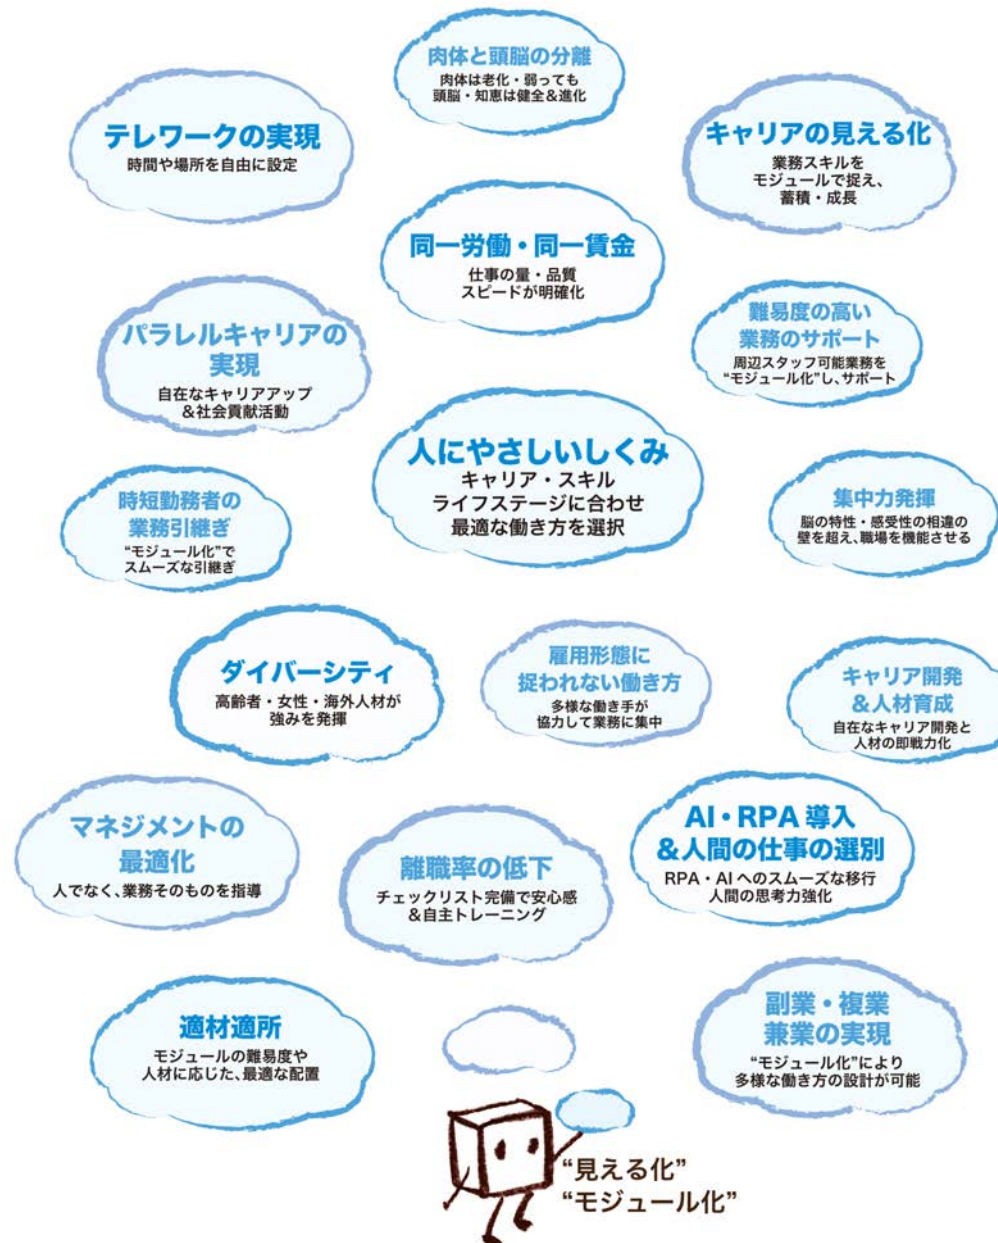 肉体と頭脳の分離
肉体は老化・弱っても
頭脳・知恵は健全＆進化
テレワークの実現
時間や場所を自由に設定
キャリアの見える化
業務スキルを
モジュールで捉え、
蓄積・成長
同一労働・同一賃金
仕事の量・品質
スピードが明確化
パラレルキャリアの
実現
自在なキャリアアップ
＆社会貢献活動
難易度の高い
業務のサポート
周辺スタッフ可能業務を
“モジュール化”し、サポート
人にやさしいしくみ
キャリア・スキル
ライフステージに合わせ
最適な働き方を選択
時短勤務者の
業務引継ぎ
“モジュール化”で
スムーズな引継ぎ
集中力発揮
脳の特性・感受性の相違の
壁を超え、職場を機能させる
ダイバーシティ
高齢者・女性・海外人材が
強みを発揮
雇用形態に
捉われない働き方
多様な働き手が
協力して業務に集中
キャリア開発
＆人材育成
自在なキャリア開発と
人材の即戦力化
マネジメントの
最適化
人でなく、業務そのものを指導
離職率の低下
チェックリスト完備で安心感
＆自主トレーニング
AI・RPA 導入
＆人間の仕事の選別
RPA・AI へのスムーズな移行
人間の思考力強化
適材適所
モジュールの難易度や
人材に応じた、最適な配置
副業・複業
兼業の実現
“モジュール化”により
多様な働き方の設計が可能
“見える化”
“モジュール化”